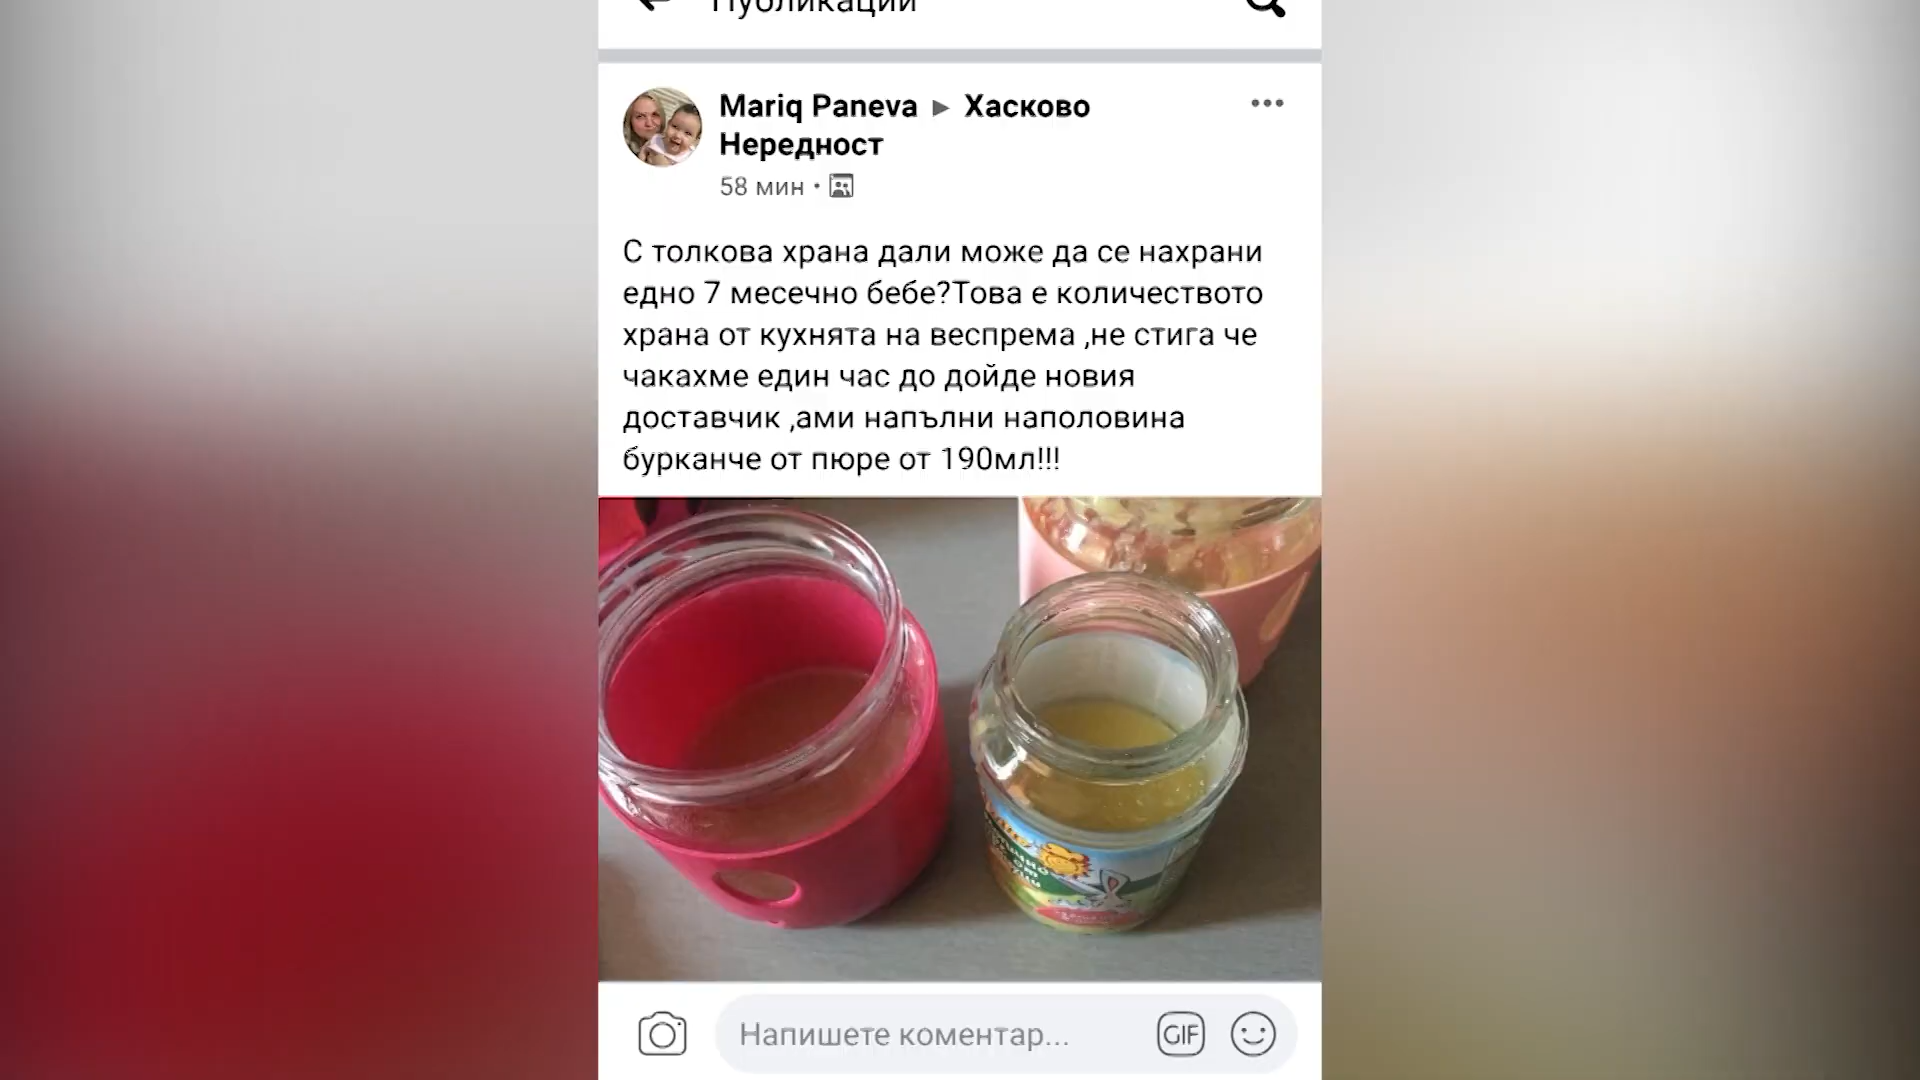 Публикации
Mariq Paneva ▸ Хасково
Нередност
58 мин ·
С толкова храна дали може да се нахрани
едно 7 месечно бебе?Това е количеството
храна от кухнята на веспрема ,не стига че
чакахме един час до дойде новия
доставчик ,ами напълни наполовина
бурканче от пюре от 190мл!!!
Напишете коментар...
GIF